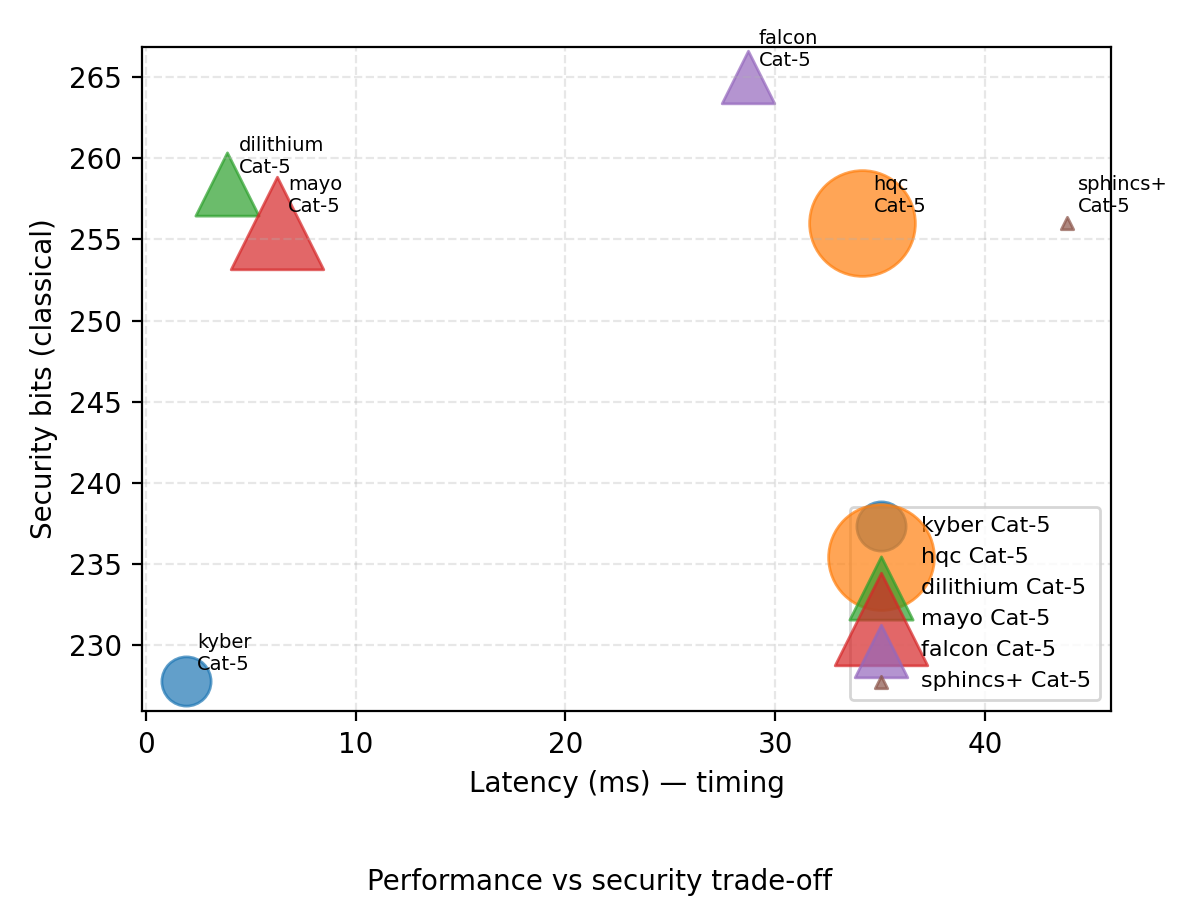 falcon
Cat-5
dilithium
Cat-5
mayo
Cat-5
hqc
Cat-5
sphincs+
Cat-5
kyber
Cat-5
265
260
255
250
245
240
235
230
Security bits (classical)
kyber Cat-5
hqc Cat-5
dilithium Cat-5
mayo Cat-5
falcon Cat-5
sphincs+ Cat-5
0
10
20
30
40
Latency (ms) — timing
Performance vs security trade-off